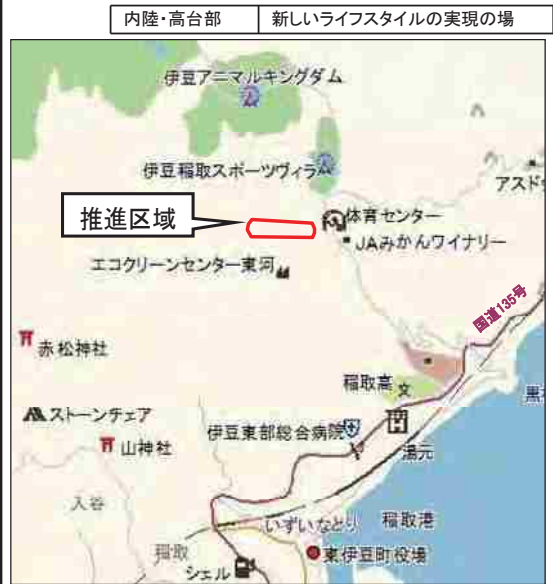 内陸・高台部 新しいライフスタイルの実現の場
伊豆アニマルキングダム
伊豆稲取スポーツヴィラ
アスド
推進区域
体育センター
JAみかんワイナリー
エコクリーンセンター東河
国道135号
赤松神社
稲取高
文
黒
ストーンチェア
伊豆東部総合病院
山神社
湯元
入谷
いずいなとり 稲取港
稲取
東伊豆町役場
シェル